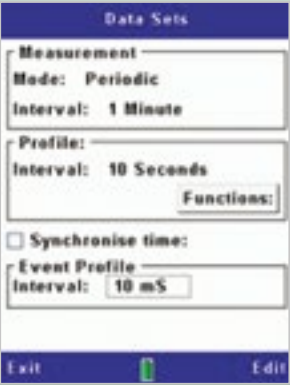 Data Sets
Measurement
Mode: Periodic
Interval: 1 Minute
Profile:
Interval: 10 Seconds
Functions:
Synchronise time:
Event Profile
Interval: 10 mS
Exit Edit